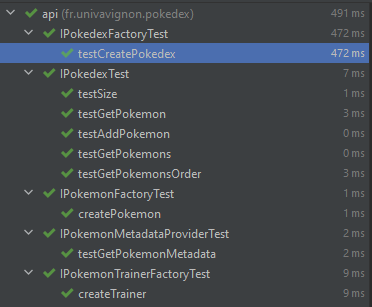 api (fr.univavignon.pokedex) 491 ms
IPokedexFactoryTest 472 ms
testCreatePokedex 472 ms
IPokedexTest 7 ms
testSize 1 ms
testGetPokemon 3 ms
testAddPokemon 0 ms
testGetPokemons 0 ms
testGetPokemonsOrder 3 ms
IPokemonFactoryTest 1 ms
createPokemon 1 ms
IPokemonMetadataProviderTest 2 ms
testGetPokemonMetadata 2 ms
IPokemonTrainerFactoryTest 9 ms
createTrainer 9 ms